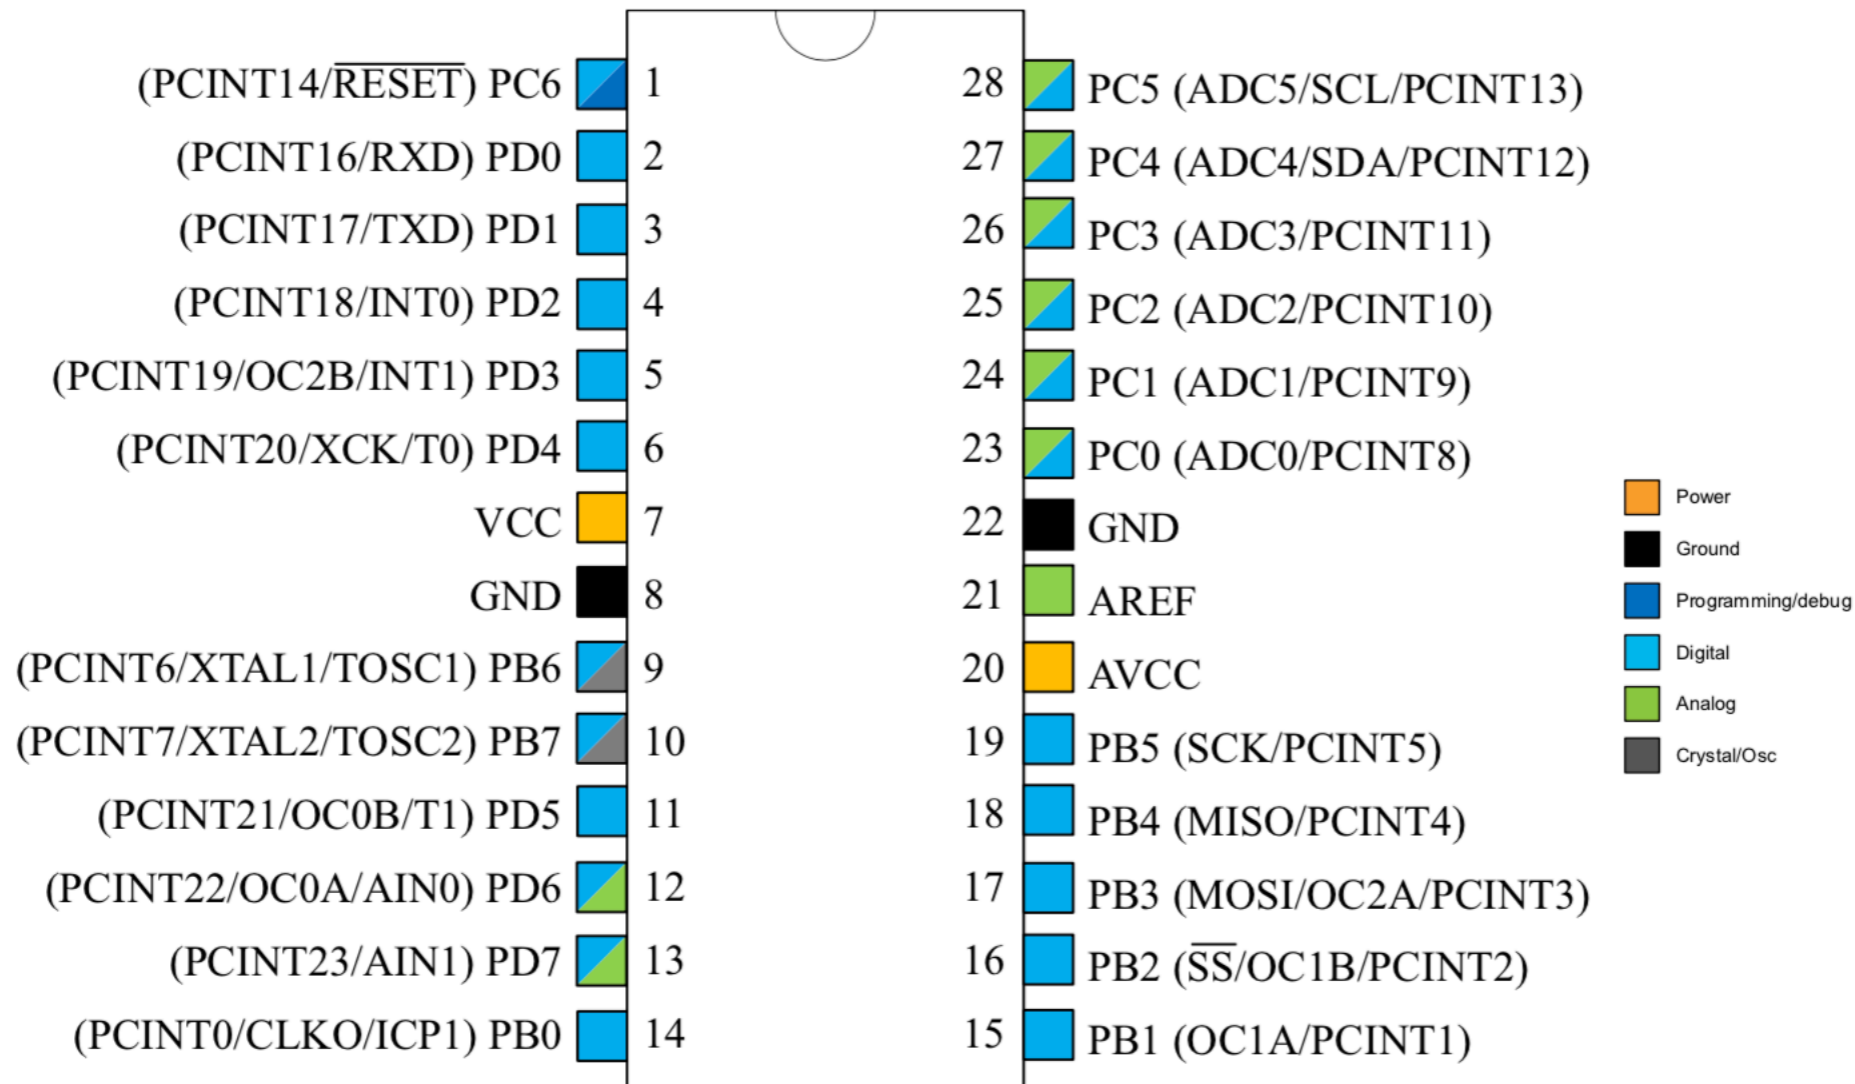 (PCINT14/RESET) PC6 1 28 PC5 (ADC5/SCL/PCINT13)
(PCINT16/RXD) PD0 2 27 PC4 (ADC4/SDA/PCINT12)
(PCINT17/TXD) PD1 3 26 PC3 (ADC3/PCINT11)
(PCINT18/INT0) PD2 4 25 PC2 (ADC2/PCINT10)
(PCINT19/OC2B/INT1) PD3 5 24 PC1 (ADC1/PCINT9)
(PCINT20/XCK/T0) PD4 6 23 PC0 (ADC0/PCINT8)
VCC 7 22 GND
GND 8 21 AREF
(PCINT6/XTAL1/TOSC1) PB6 9 20 AVCC
(PCINT7/XTAL2/TOSC2) PB7 10 19 PB5 (SCK/PCINT5)
(PCINT21/OC0B/T1) PD5 11 18 PB4 (MISO/PCINT4)
(PCINT22/OC0A/AIN0) PD6 12 17 PB3 (MOSI/OC2A/PCINT3)
(PCINT23/AIN1) PD7 13 16 PB2 (SS/OC1B/PCINT2)
(PCINT0/CLKO/ICP1) PB0 14 15 PB1 (OC1A/PCINT1)
Power
Ground
Programming/debug
Digital
Analog
Crystal/Osc